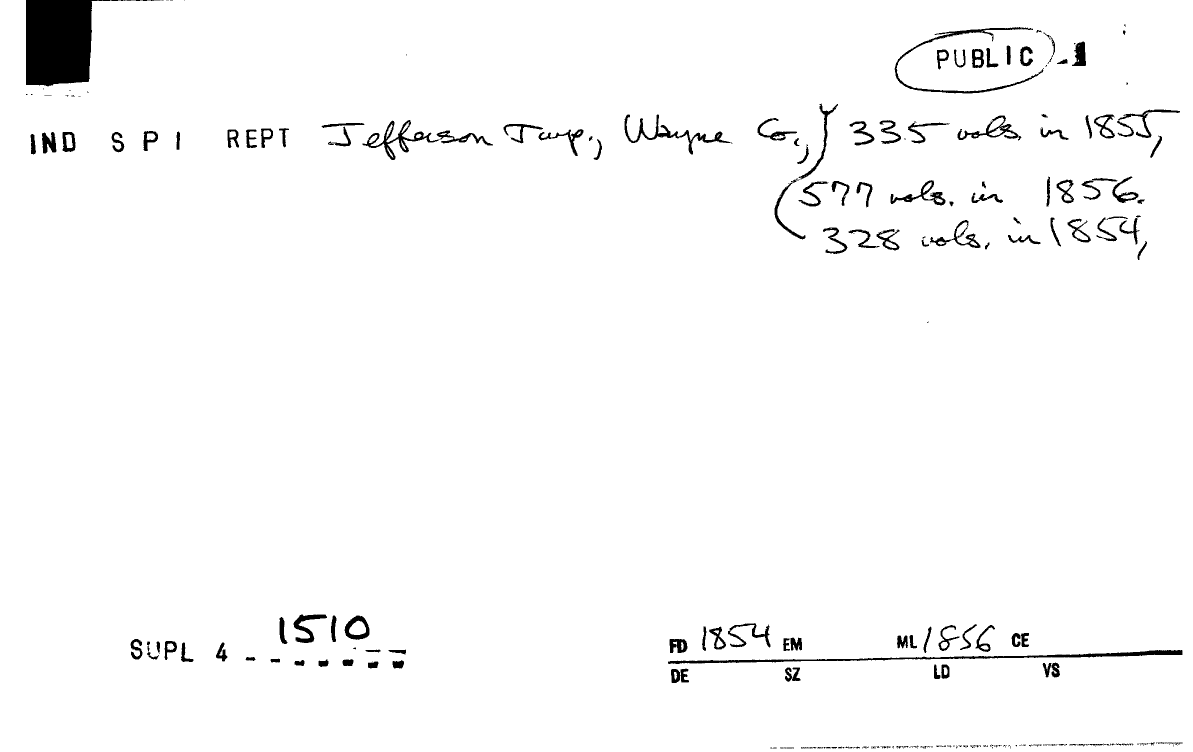 PUBLIC -1
IND S P I REPT Jefferson Twp., Wayne Co., 335 vols. in 1855,
577 vols. in 1856.
328 vols. in 1854,
SUPL 4 - 1510
FD 1854 EM ML 1856 CE
DE SZ LD VS